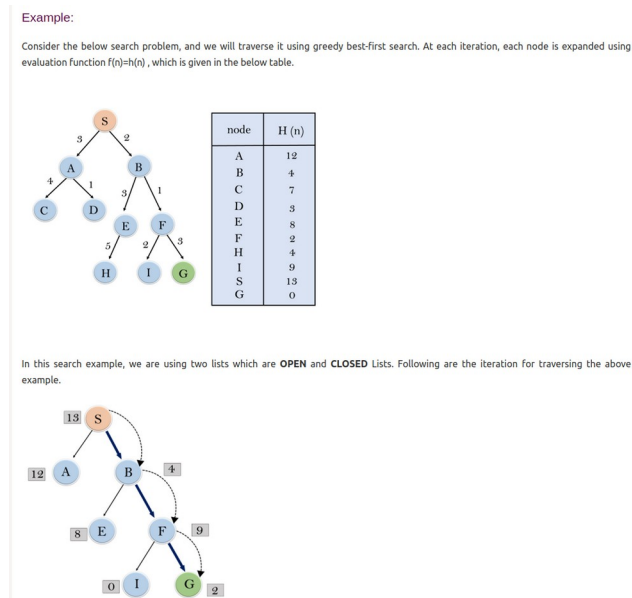 Example:
Consider the below search problem, and we will traverse it using greedy best-first search. At each iteration, each node is expanded using
evaluation function f(n)=h(n) , which is given in the below table.
S
3 2
A B
4 1 3 1
C D E F
5 2 3
H I G
node H (n)
A 12
B 4
C 7
D 3
E 8
F 2
H 4
I 9
S 13
G 0
In this search example, we are using two lists which are OPEN and CLOSED Lists. Following are the iteration for traversing the above
example.
13 S
12 A B 4
8 E F 9
0 I G 2